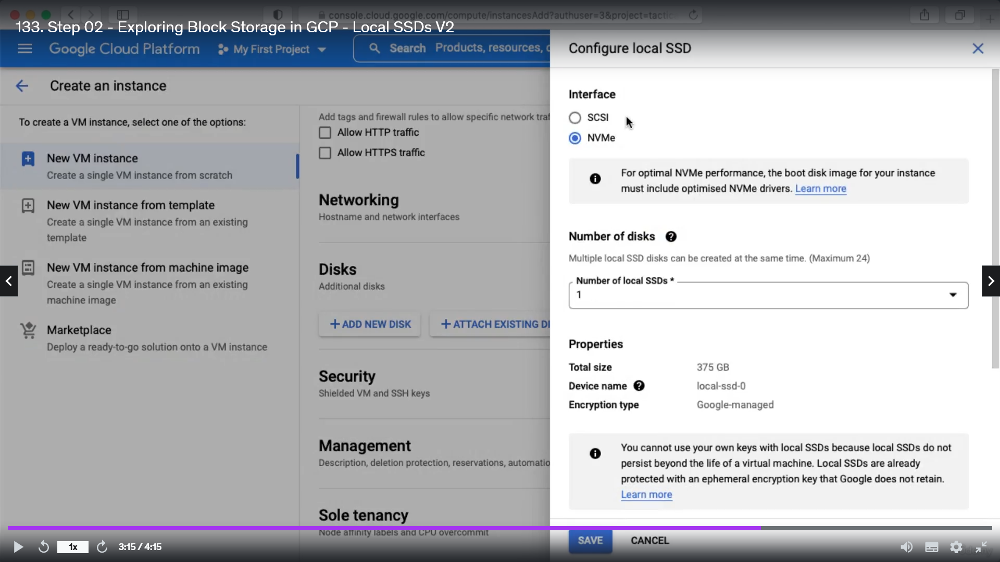 console.cloud.google.com/compute/instancesAdd?authuser=3&project=tactic
133. Step 02 - Exploring Block Storage in GCP - Local SSDs V2
Google Cloud Platform
My First Project
Search Products, resources,
Create an instance
To create a VM instance, select one of the options:
New VM instance
Create a single VM instance from scratch
New VM instance from template
Create a single VM instance from an existing
template
New VM instance from machine image
Create a single VM instance from an existing
machine image
Marketplace
Deploy a ready-to-go solution onto a VM instance
Add tags and firewall rules to allow specific network traf
Allow HTTP traffic
Allow HTTPS traffic
Networking
Hostname and network interfaces
Disks
Additional disks
+ ADD NEW DISK
+ ATTACH EXISTING DI
Security
Shielded VM and SSH keys
Management
Description, deletion protection, reservations, automatio
Sole tenancy
Node affinity labels and CPU overcommit
Configure local SSD
Interface
SCSI
NVMe
For optimal NVMe performance, the boot disk image for your instance
must include optimised NVMe drivers. Learn more
Number of disks
Multiple local SSD disks can be created at the same time. (Maximum 24)
Number of local SSDs *
1
Properties
Total size 375 GB
Device name local-ssd-0
Encryption type Google-managed
You cannot use your own keys with local SSDs because local SSDs do not
persist beyond the life of a virtual machine. Local SSDs are already
protected with an ephemeral encryption key that Google does not retain.
Learn more
SAVE
CANCEL
1x
3:15 / 4:15